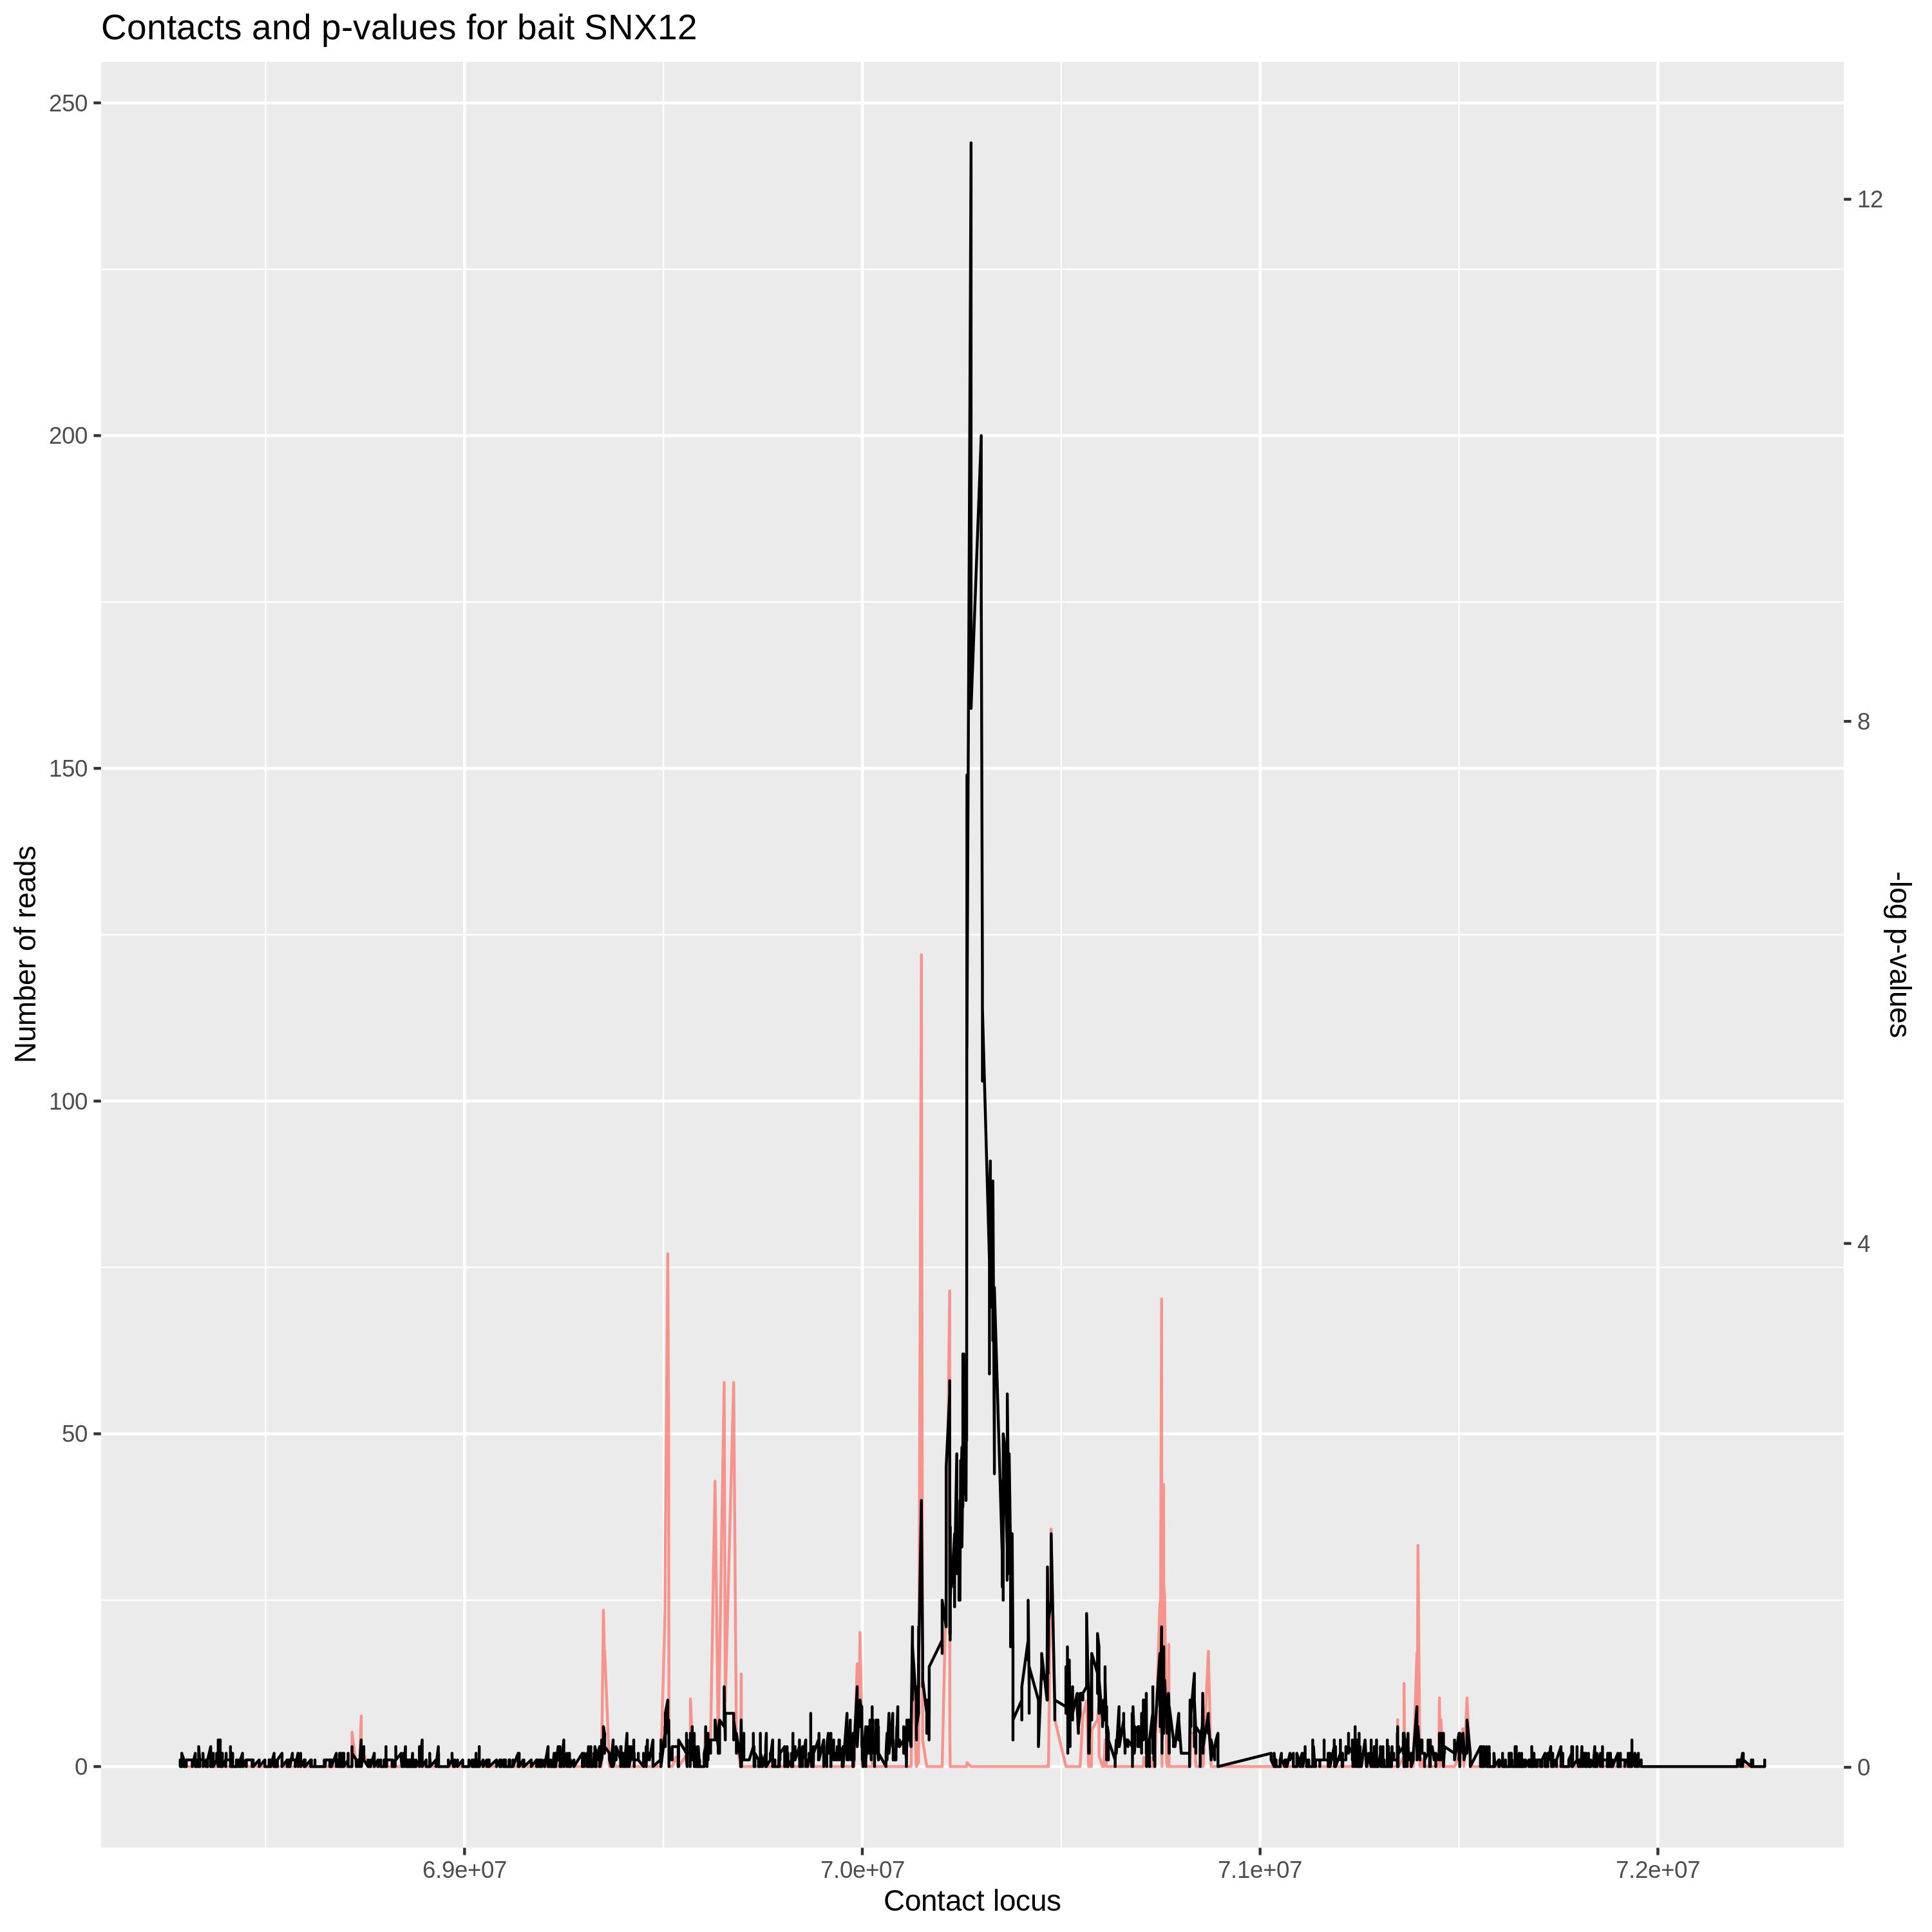 Contacts and p-values for bait SNX12
250
200
150
100
50
0
Number of reads
12
8
4
0
-log p-values
6.9e+07
7.0e+07
7.1e+07
7.2e+07
Contact locus